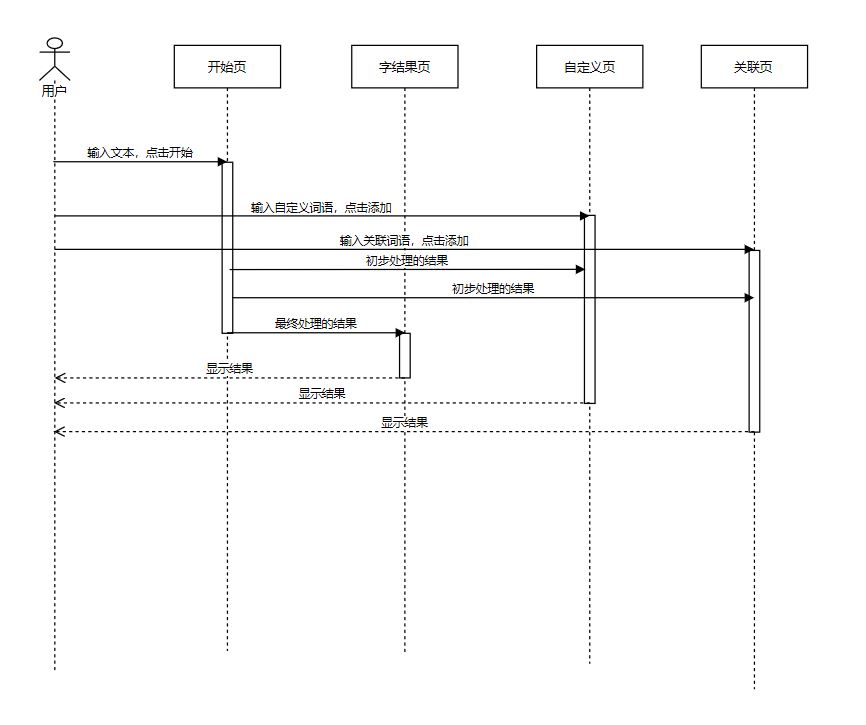 用户
开始页
字结果页
自定义页
关联页
输入文本，点击开始
输入自定义词语，点击添加
输入关联词语，点击添加
初步处理的结果
初步处理的结果
最终处理的结果
显示结果
显示结果
显示结果